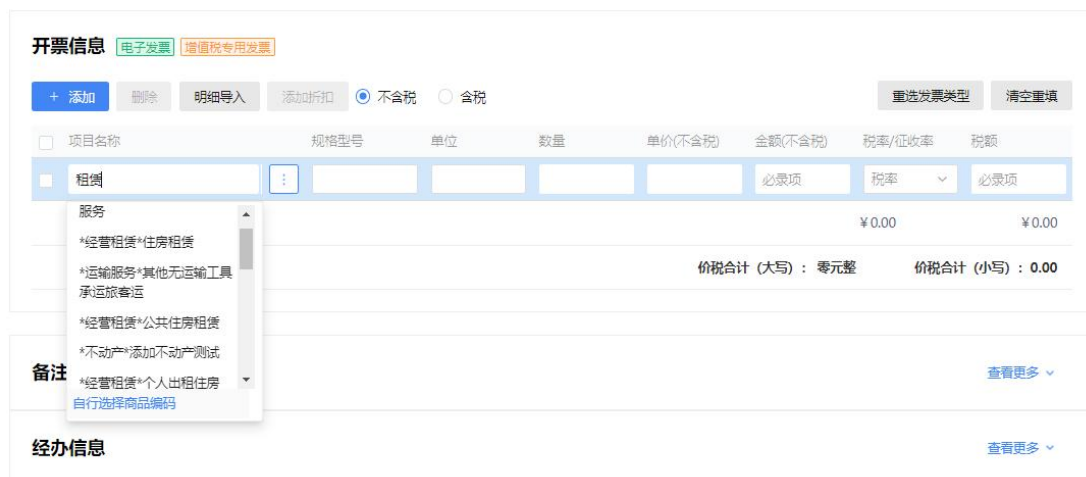 开票信息 电子发票 增值税专用发票
+ 添加 删除 明细导入 添加折扣 不含税 含税 重选发票类型 清空重填
项目名称 规格型号 单位 数量 单价(不含税) 金额(不含税) 税率/征收率 税额
租赁 必录项 税率 必录项
服务
¥0.00 ¥0.00
*经营租赁*住房租赁
*运输服务*其他无运输工具
承运旅客运
价税合计（大写）： 零元整 价税合计（小写）：0.00
*经营租赁*公共住房租赁
*不动产*添加不动产测试
*经营租赁*个人出租住房
自行选择商品编码
备注 查看更多
经办信息 查看更多